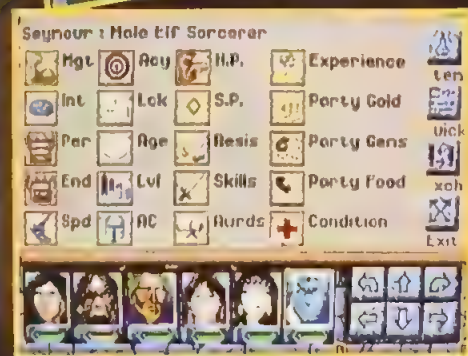 Seymour : Male Elf Sorcerer
Mgt Acy H.P. Experience
Int Lck S.P. Party Gold
Per Age Resis Party Gems
End Lvl Skills Party Food
Spd AC Awrds Condition
Exit